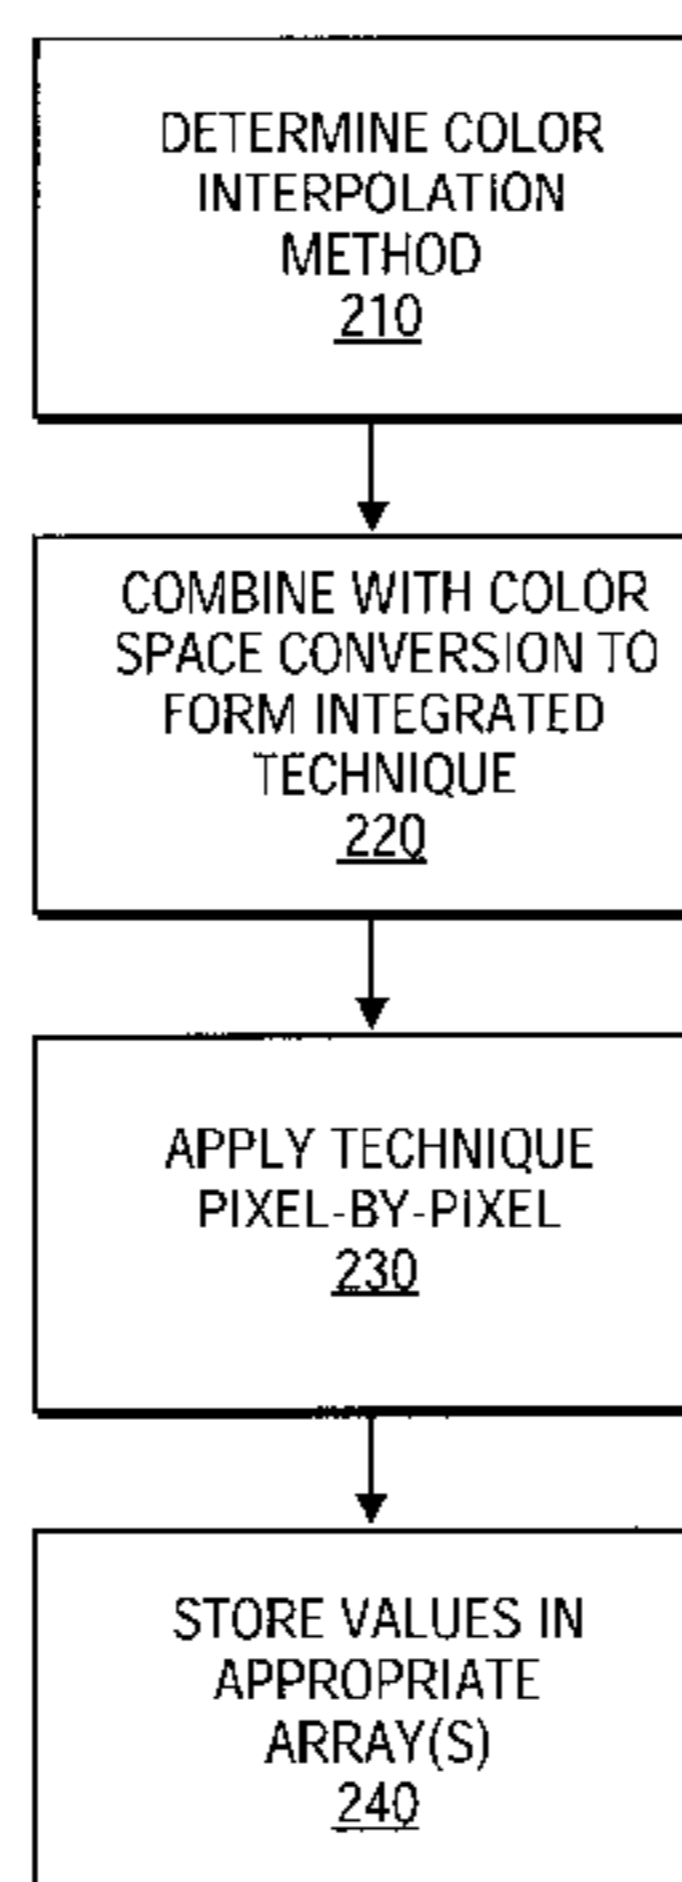 DETERMINE COLOR
INTERPOLATION
METHOD
210
COMBINE WITH COLOR
SPACE CONVERSION TO
FORM INTEGRATED
TECHNIQUE
220
APPLY TECHNIQUE
PIXEL-BY-PIXEL
230
STORE VALUES IN
APPROPRIATE
ARRAY(S)
240